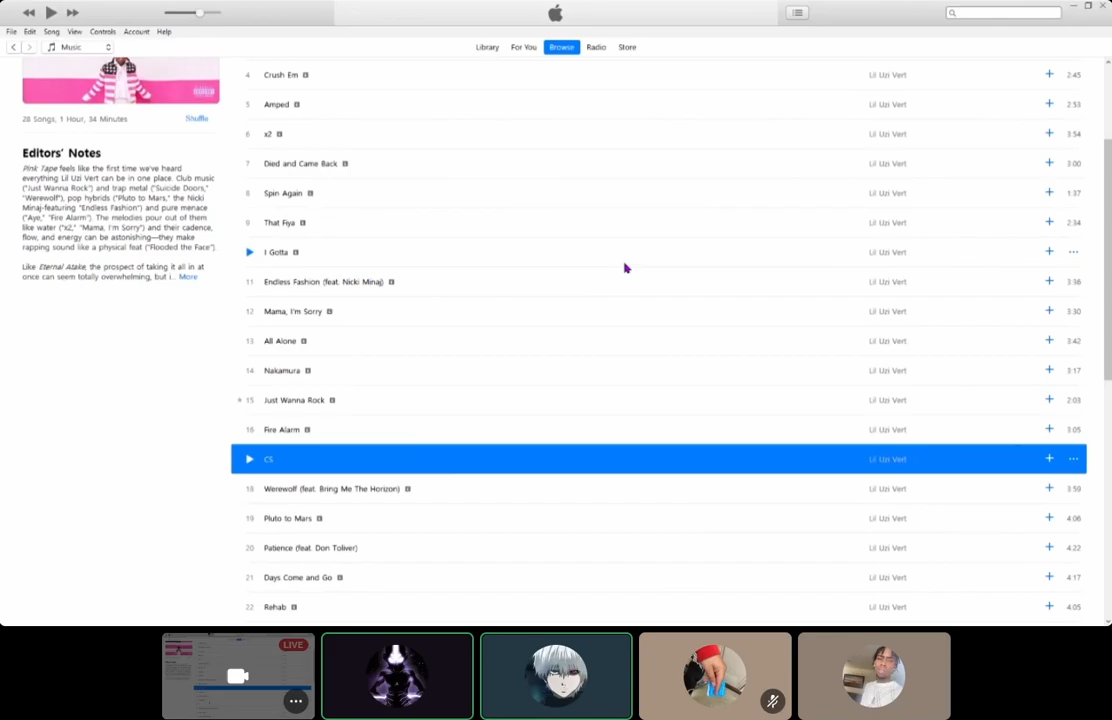 File Edit Song View Controls Account Help
Music
Library For You Browse Radio Store
28 Songs, 1 Hour, 34 Minutes Shuffle
Editors' Notes
Pink Tape feels like the first time we've heard
everything Lil Uzi Vert can be in one place. Club music
("Just Wanna Rock") and trap metal ("Suicide Doors,"
"Werewolf"), pop hybrids ("Pluto to Mars," the Nicki
Minaj-featuring "Endless Fashion") and pure menace
("Aye," "Fire Alarm"). The melodies pour out of them
like water ("x2," "Mama, I'm Sorry") and their cadence,
flow, and energy can be astonishing—they make
rapping sound like a physical feat ("Flooded the Face").
Like Eternal Atake, the prospect of taking it all in at
once can seem totally overwhelming, but i... More
4 Crush Em E Lil Uzi Vert 2:45
5 Amped E Lil Uzi Vert 2:53
6 x2 E Lil Uzi Vert 3:54
7 Died and Came Back E Lil Uzi Vert 3:00
8 Spin Again E Lil Uzi Vert 1:37
9 That Fiya E Lil Uzi Vert 2:34
I Gotta E Lil Uzi Vert
11 Endless Fashion (feat. Nicki Minaj) E Lil Uzi Vert 3:36
12 Mama, I'm Sorry E Lil Uzi Vert 3:30
13 All Alone E Lil Uzi Vert 3:42
14 Nakamura E Lil Uzi Vert 3:17
15 Just Wanna Rock E Lil Uzi Vert 2:03
16 Fire Alarm E Lil Uzi Vert 3:05
CS Lil Uzi Vert
18 Werewolf (feat. Bring Me The Horizon) E Lil Uzi Vert 3:59
19 Pluto to Mars E Lil Uzi Vert 4:06
20 Patience (feat. Don Toliver) Lil Uzi Vert 4:22
21 Days Come and Go E Lil Uzi Vert 4:17
22 Rehab E Lil Uzi Vert 4:05
LIVE